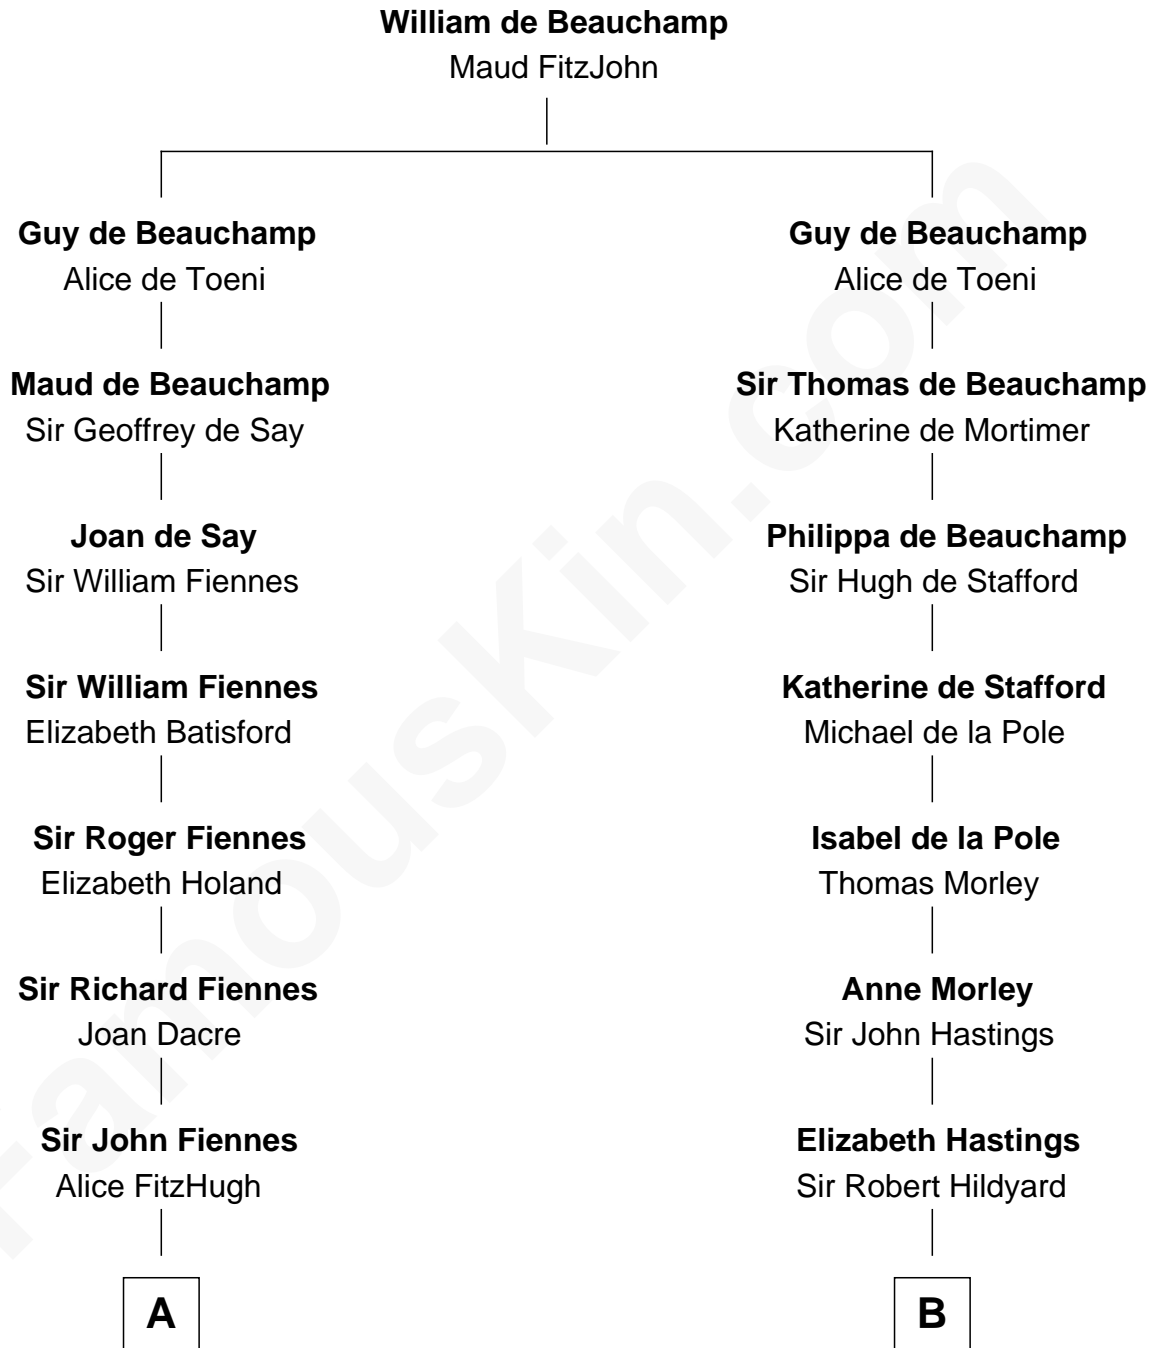 William de Beauchamp
Maud FitzJohn
Guy de Beauchamp
Alice de Toeni
Maud de Beauchamp
Sir Geoffrey de Say
Joan de Say
Sir William Fiennes
Sir William Fiennes
Elizabeth Batisford
Sir Roger Fiennes
Elizabeth Holand
Sir Richard Fiennes
Joan Dacre
Sir John Fiennes
Alice FitzHugh
A
Guy de Beauchamp
Alice de Toeni
Sir Thomas de Beauchamp
Katherine de Mortimer
Philippa de Beauchamp
Sir Hugh de Stafford
Katherine de Stafford
Michael de la Pole
Isabel de la Pole
Thomas Morley
Anne Morley
Sir John Hastings
Elizabeth Hastings
Sir Robert Hildyard
B
FamousKin.com